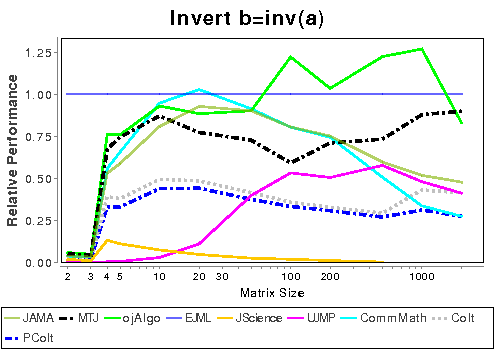 Invert b=inv(a)
Relative Performance
1.25
1.00
0.75
0.50
0.25
0.00
2 3 4 5 10 20 30 100 200 1000
Matrix Size
JAMA MTJ ojAlgo EJML JScience UJMP CommMath Colt
PColt